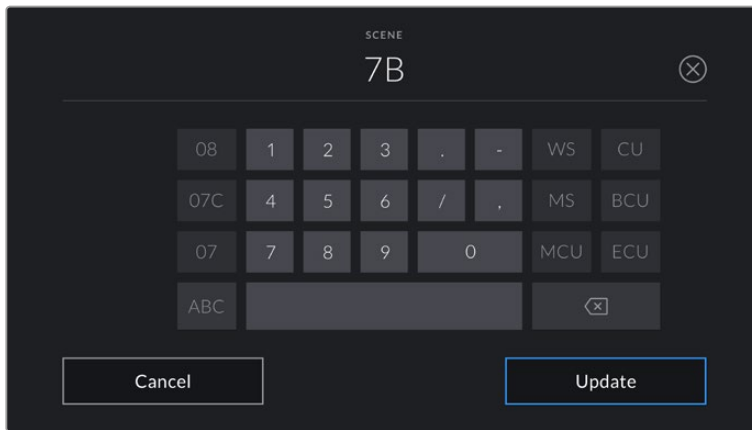 SCENE
7B
08 1 2 3 . - WS CU
07C 4 5 6 / , MS BCU
07 7 8 9 0 MCU ECU
ABC
Cancel Update